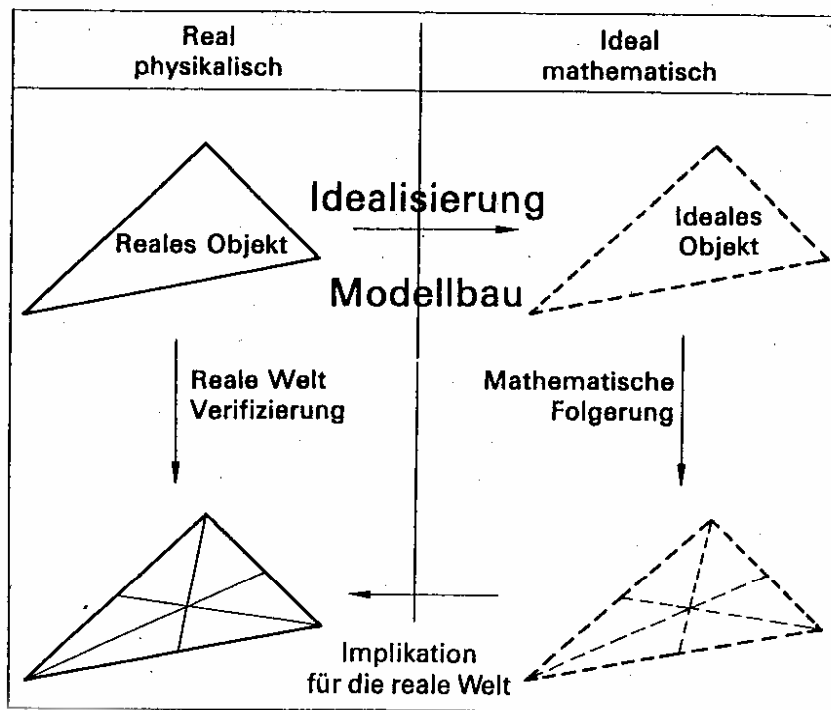 Real
physikalisch
Ideal
mathematisch
Idealisierung
Reales Objekt
Ideales
Objekt
Modellbau
Reale Welt
Verifizierung
Mathematische
Folgerung
Implikation
für die reale Welt